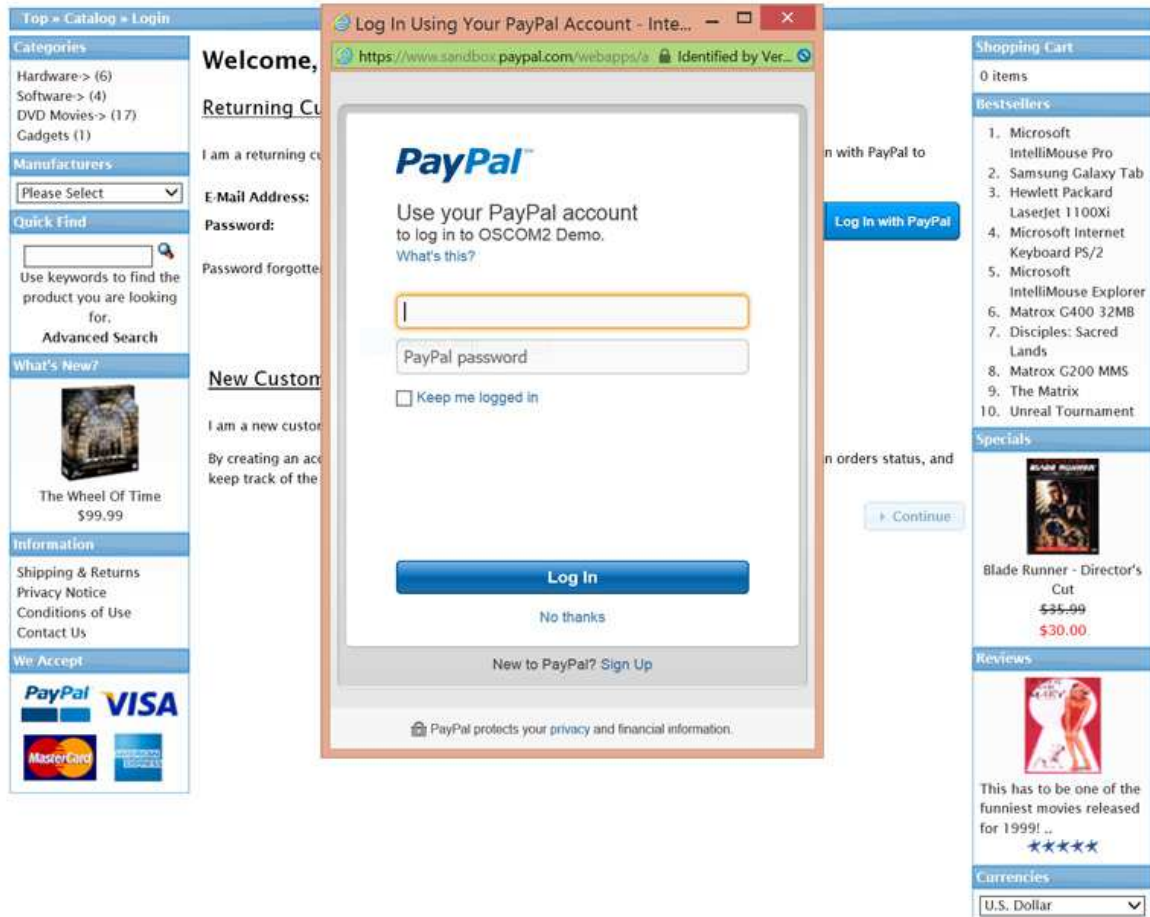 Top » Catalog » Login
Categories
Hardware-> (6)
Software-> (4)
DVD Movies-> (17)
Gadgets (1)
Manufacturers
Please Select
Quick Find
Use keywords to find the
product you are looking
for.
Advanced Search
What's New?
The Wheel Of Time
$99.99
Information
Shipping & Returns
Privacy Notice
Conditions of Use
Contact Us
We Accept
PayPal VISA
MasterCard AMERICAN EXPRESS
Welcome,
Returning Cu
I am a returning cu
n with PayPal to
E-Mail Address:
Password:
Log In with PayPal
Password forgotte
New Custom
I am a new custor
By creating an acc
n orders status, and
keep track of the
Continue
Log In Using Your PayPal Account - Inte...
https://www.sandbox.paypal.com/webapps/a Identified by Ver...
PayPal™
Use your PayPal account
to log in to OSCOM2 Demo.
What's this?
PayPal password
Keep me logged in
Log In
No thanks
New to PayPal? Sign Up
PayPal protects your privacy and financial information.
Shopping Cart
0 items
Bestsellers
1. Microsoft
IntelliMouse Pro
2. Samsung Galaxy Tab
3. Hewlett Packard
LaserJet 1100Xi
4. Microsoft Internet
Keyboard PS/2
5. Microsoft
IntelliMouse Explorer
6. Matrox G400 32MB
7. Disciples: Sacred
Lands
8. Matrox G200 MMS
9. The Matrix
10. Unreal Tournament
Specials
BLADE RUNNER
Blade Runner - Director's
Cut
$35.99
$30.00
Reviews
MARY
This has to be one of the
funniest movies released
for 1999! ..
Currencies
U.S. Dollar